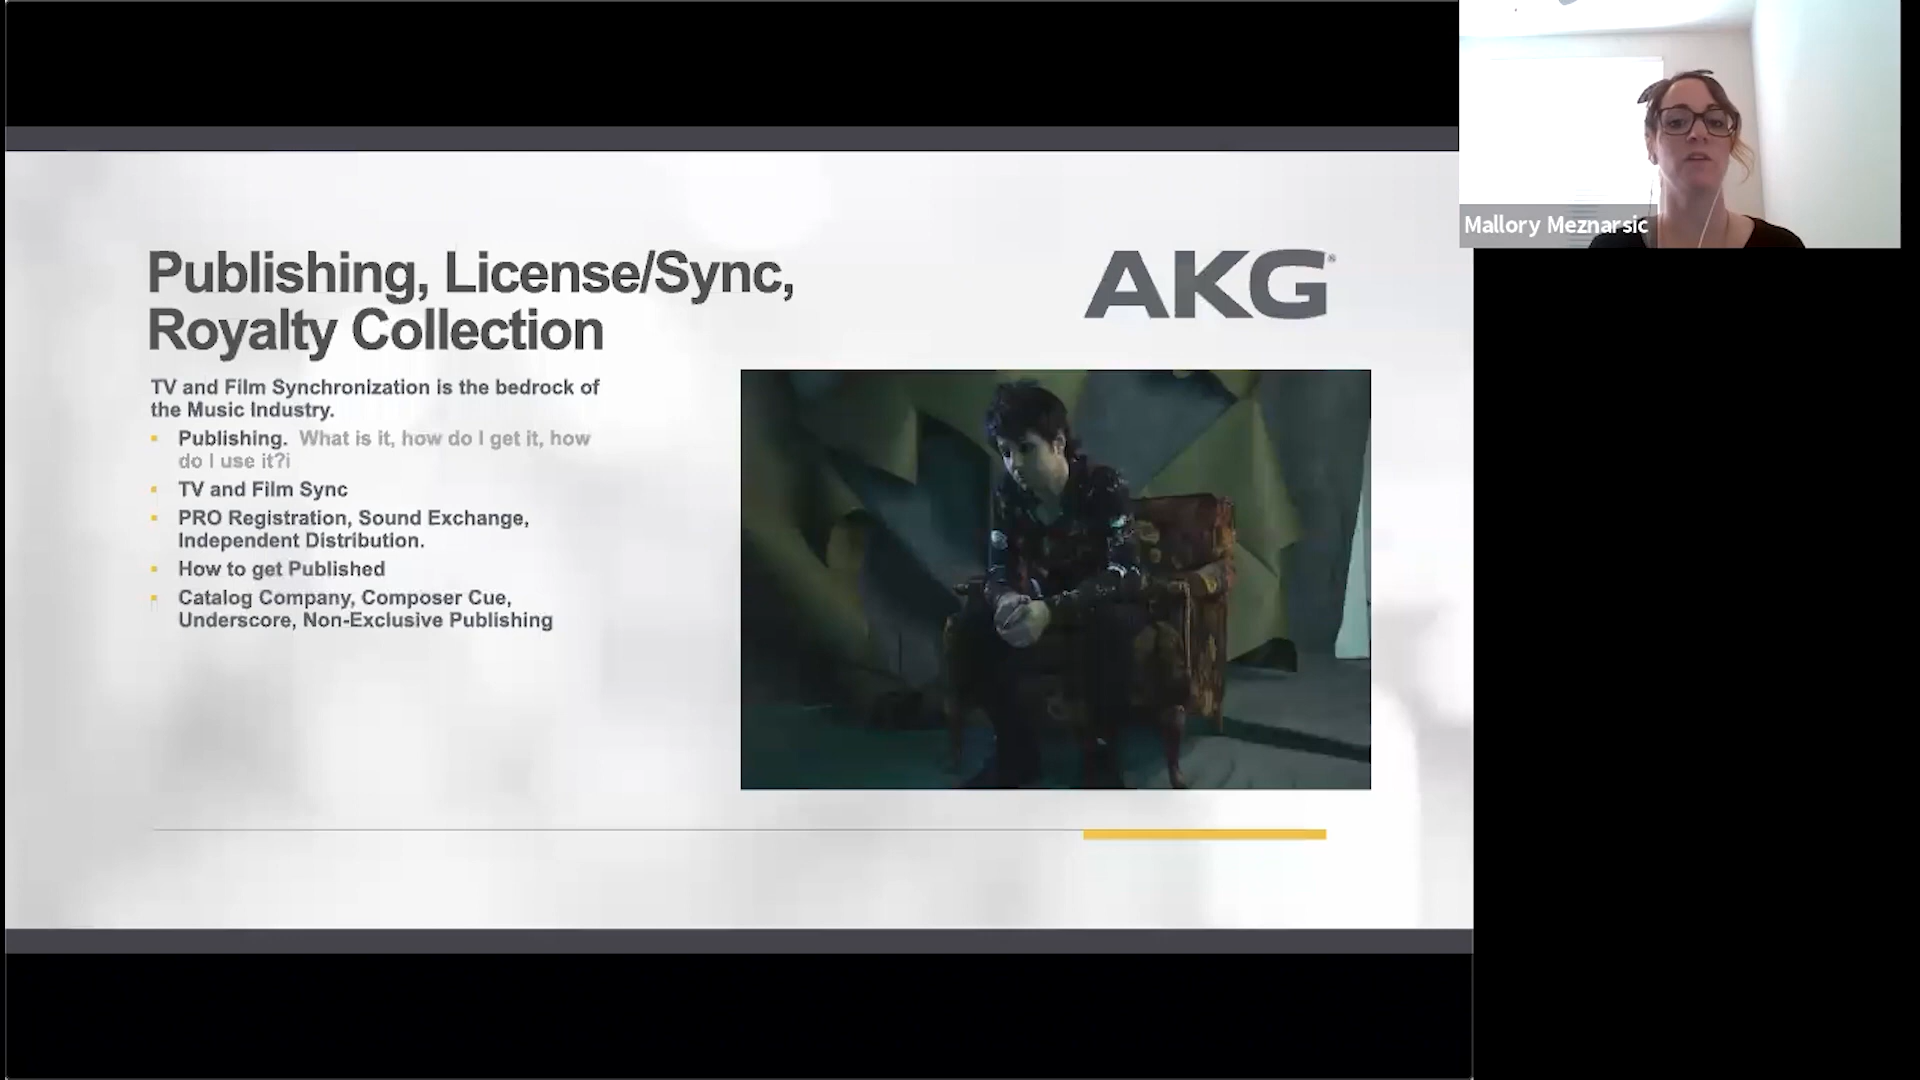 Mallory Meznarsic
Publishing, License/Sync,
Royalty Collection
AKG®
TV and Film Synchronization is the bedrock of
the Music Industry.
▪ Publishing. What is it, how do I get it, how
do I use it?i
▪ TV and Film Sync
▪ PRO Registration, Sound Exchange,
Independent Distribution.
▪ How to get Published
▪ Catalog Company, Composer Cue,
Underscore, Non-Exclusive Publishing